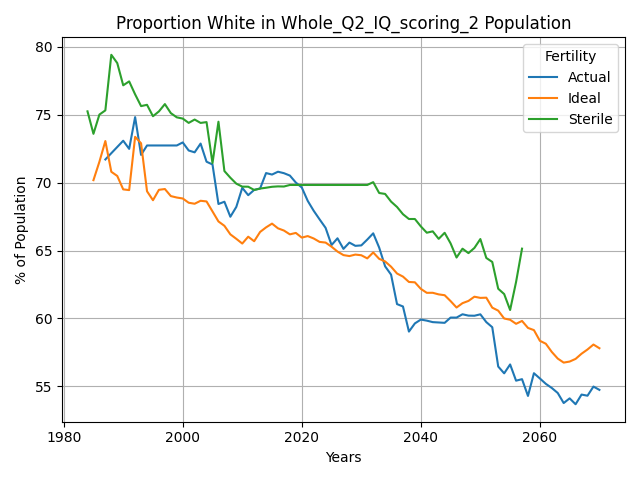 Proportion White in Whole_Q2_IQ_scoring_2 Population
80
75
70
65
60
55
% of Population
Fertility
Actual
Ideal
Sterile
1980
2000
2020
2040
2060
Years